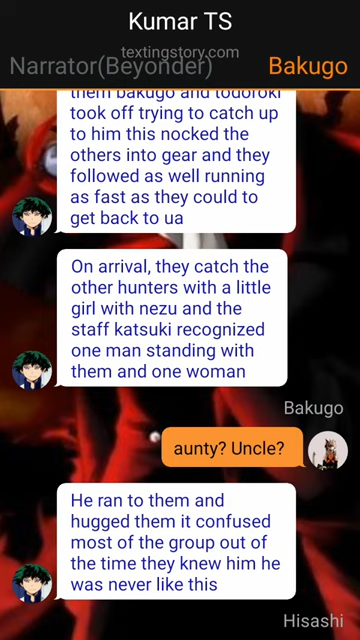 Kumar TS
textingstory.com
Narrator(Beyonder)
Bakugo
them bakugo and todoroki
took off trying to catch up
to him this nocked the
others into gear and they
followed as well running
as fast as they could to
get back to ua
On arrival, they catch the
other hunters with a little
girl with nezu and the
staff katsuki recognized
one man standing with
them and one woman
Bakugo
aunty? Uncle?
He ran to them and
hugged them it confused
most of the group out of
the time they knew him he
was never like this
Hisashi